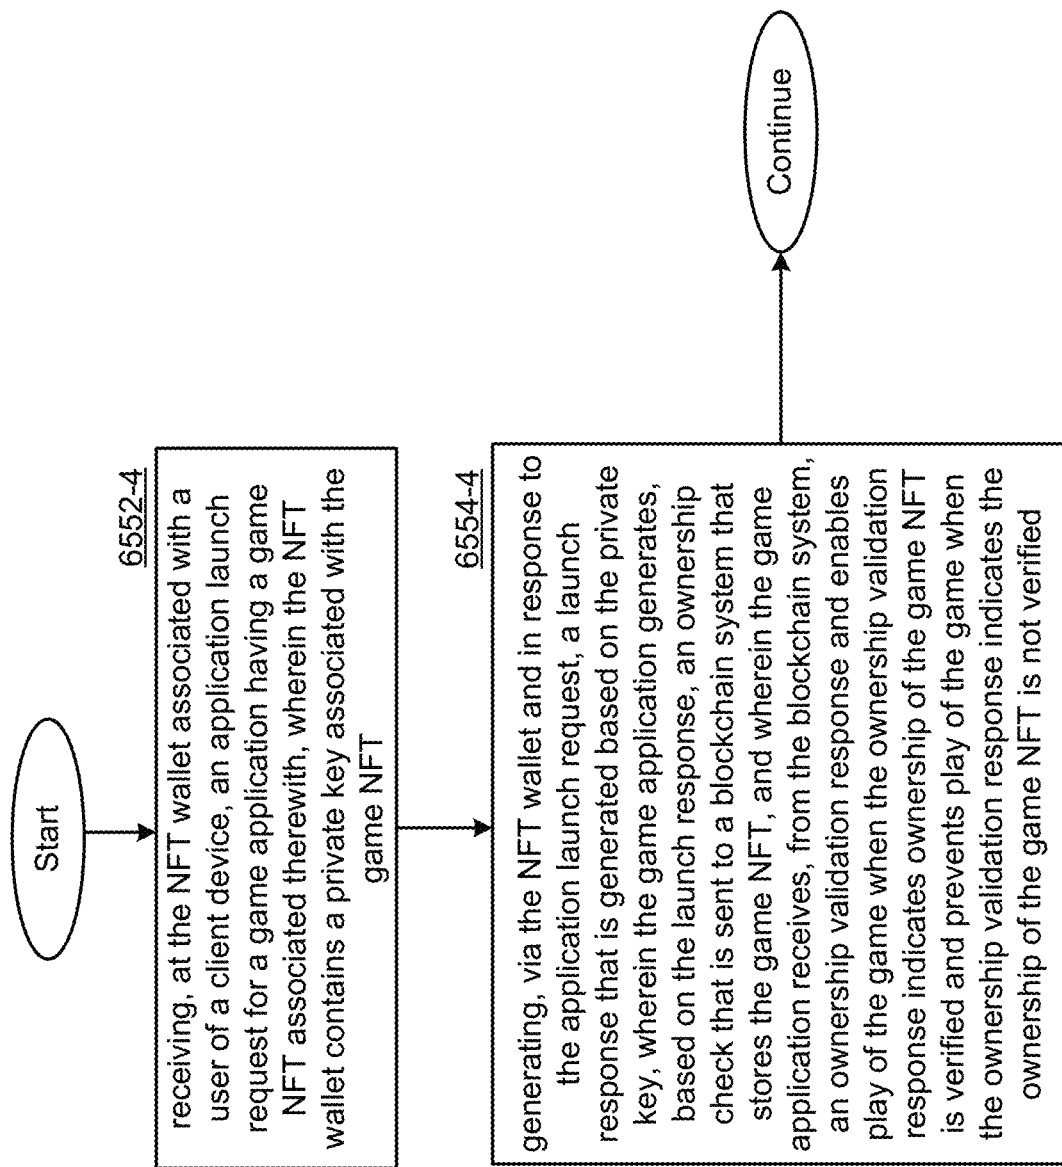 Start
6552-4
receiving, at the NFT wallet associated with a
user of a client device, an application launch
request for a game application having a game
NFT associated therewith, wherein the NFT
wallet contains a private key associated with the
game NFT
6554-4
generating, via the NFT wallet and in response to
the application launch request, a launch
response that is generated based on the private
key, wherein the game application generates,
based on the launch response, an ownership
check that is sent to a blockchain system that
stores the game NFT, and wherein the game
application receives, from the blockchain system,
an ownership validation response and enables
play of the game when the ownership validation
response indicates ownership of the game NFT
is verified and prevents play of the game when
the ownership validation response indicates the
ownership of the game NFT is not verified
Continue